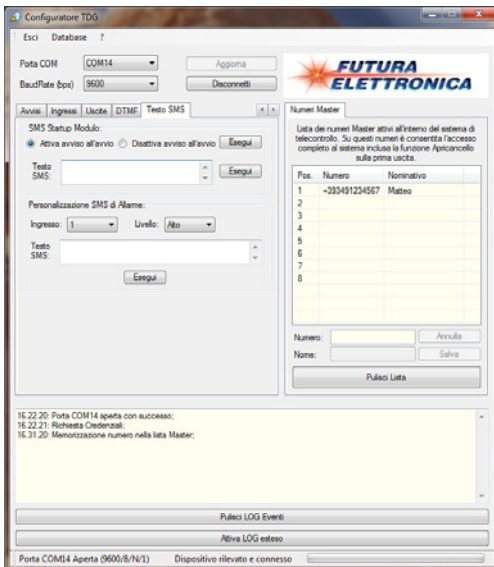 Configuratore TDG
Esci Database ?
Porta COM COM14 Aggiorna
BaudRate (bps) 9600 Disconnetti
FUTURA ELETTRONICA
Avvisi Ingressi Uscite DTMF Testo SMS
SMS Startup Modulo:
Attiva avviso all'avvio Disattiva avviso all'avvio Esegui
Testo SMS: Esegui
Personalizzazione SMS di Allarme:
Ingresso: 1 Livello: Alto
Testo SMS:
Esegui
Numeri Master
Lista dei numeri Master attivi all'interno del sistema di
telecontrollo. Su questi numeri è consentita l'accesso
completo al sistema inclusa la funzione Apricancello
sulla prima uscita.
Pos. Numero Nominativo
1 +393491234567 Matteo
2
3
4
5
6
7
8
Numero: Annulla
Nome: Salva
Pulisci Lista
16.22.20: Porta COM14 aperta con successo;
16.22.21: Richiesta Credenziali;
16.31.20: Memorizzazione numero nella lista Master;
Pulisci LOG Eventi
Attiva LOG esteso
Porta COM14 Aperta (9600/8/N/1) Dispositivo rilevato e connesso